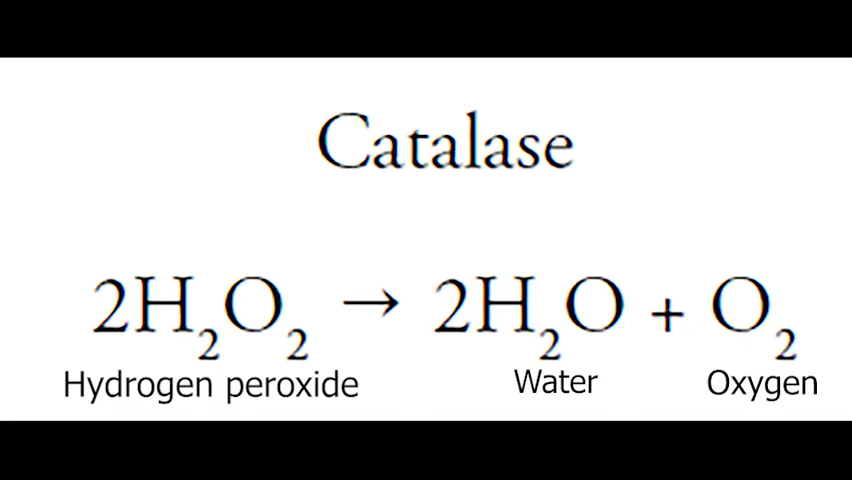 Catalase
2H₂O₂ → 2H₂O + O₂
Hydrogen peroxide Water Oxygen